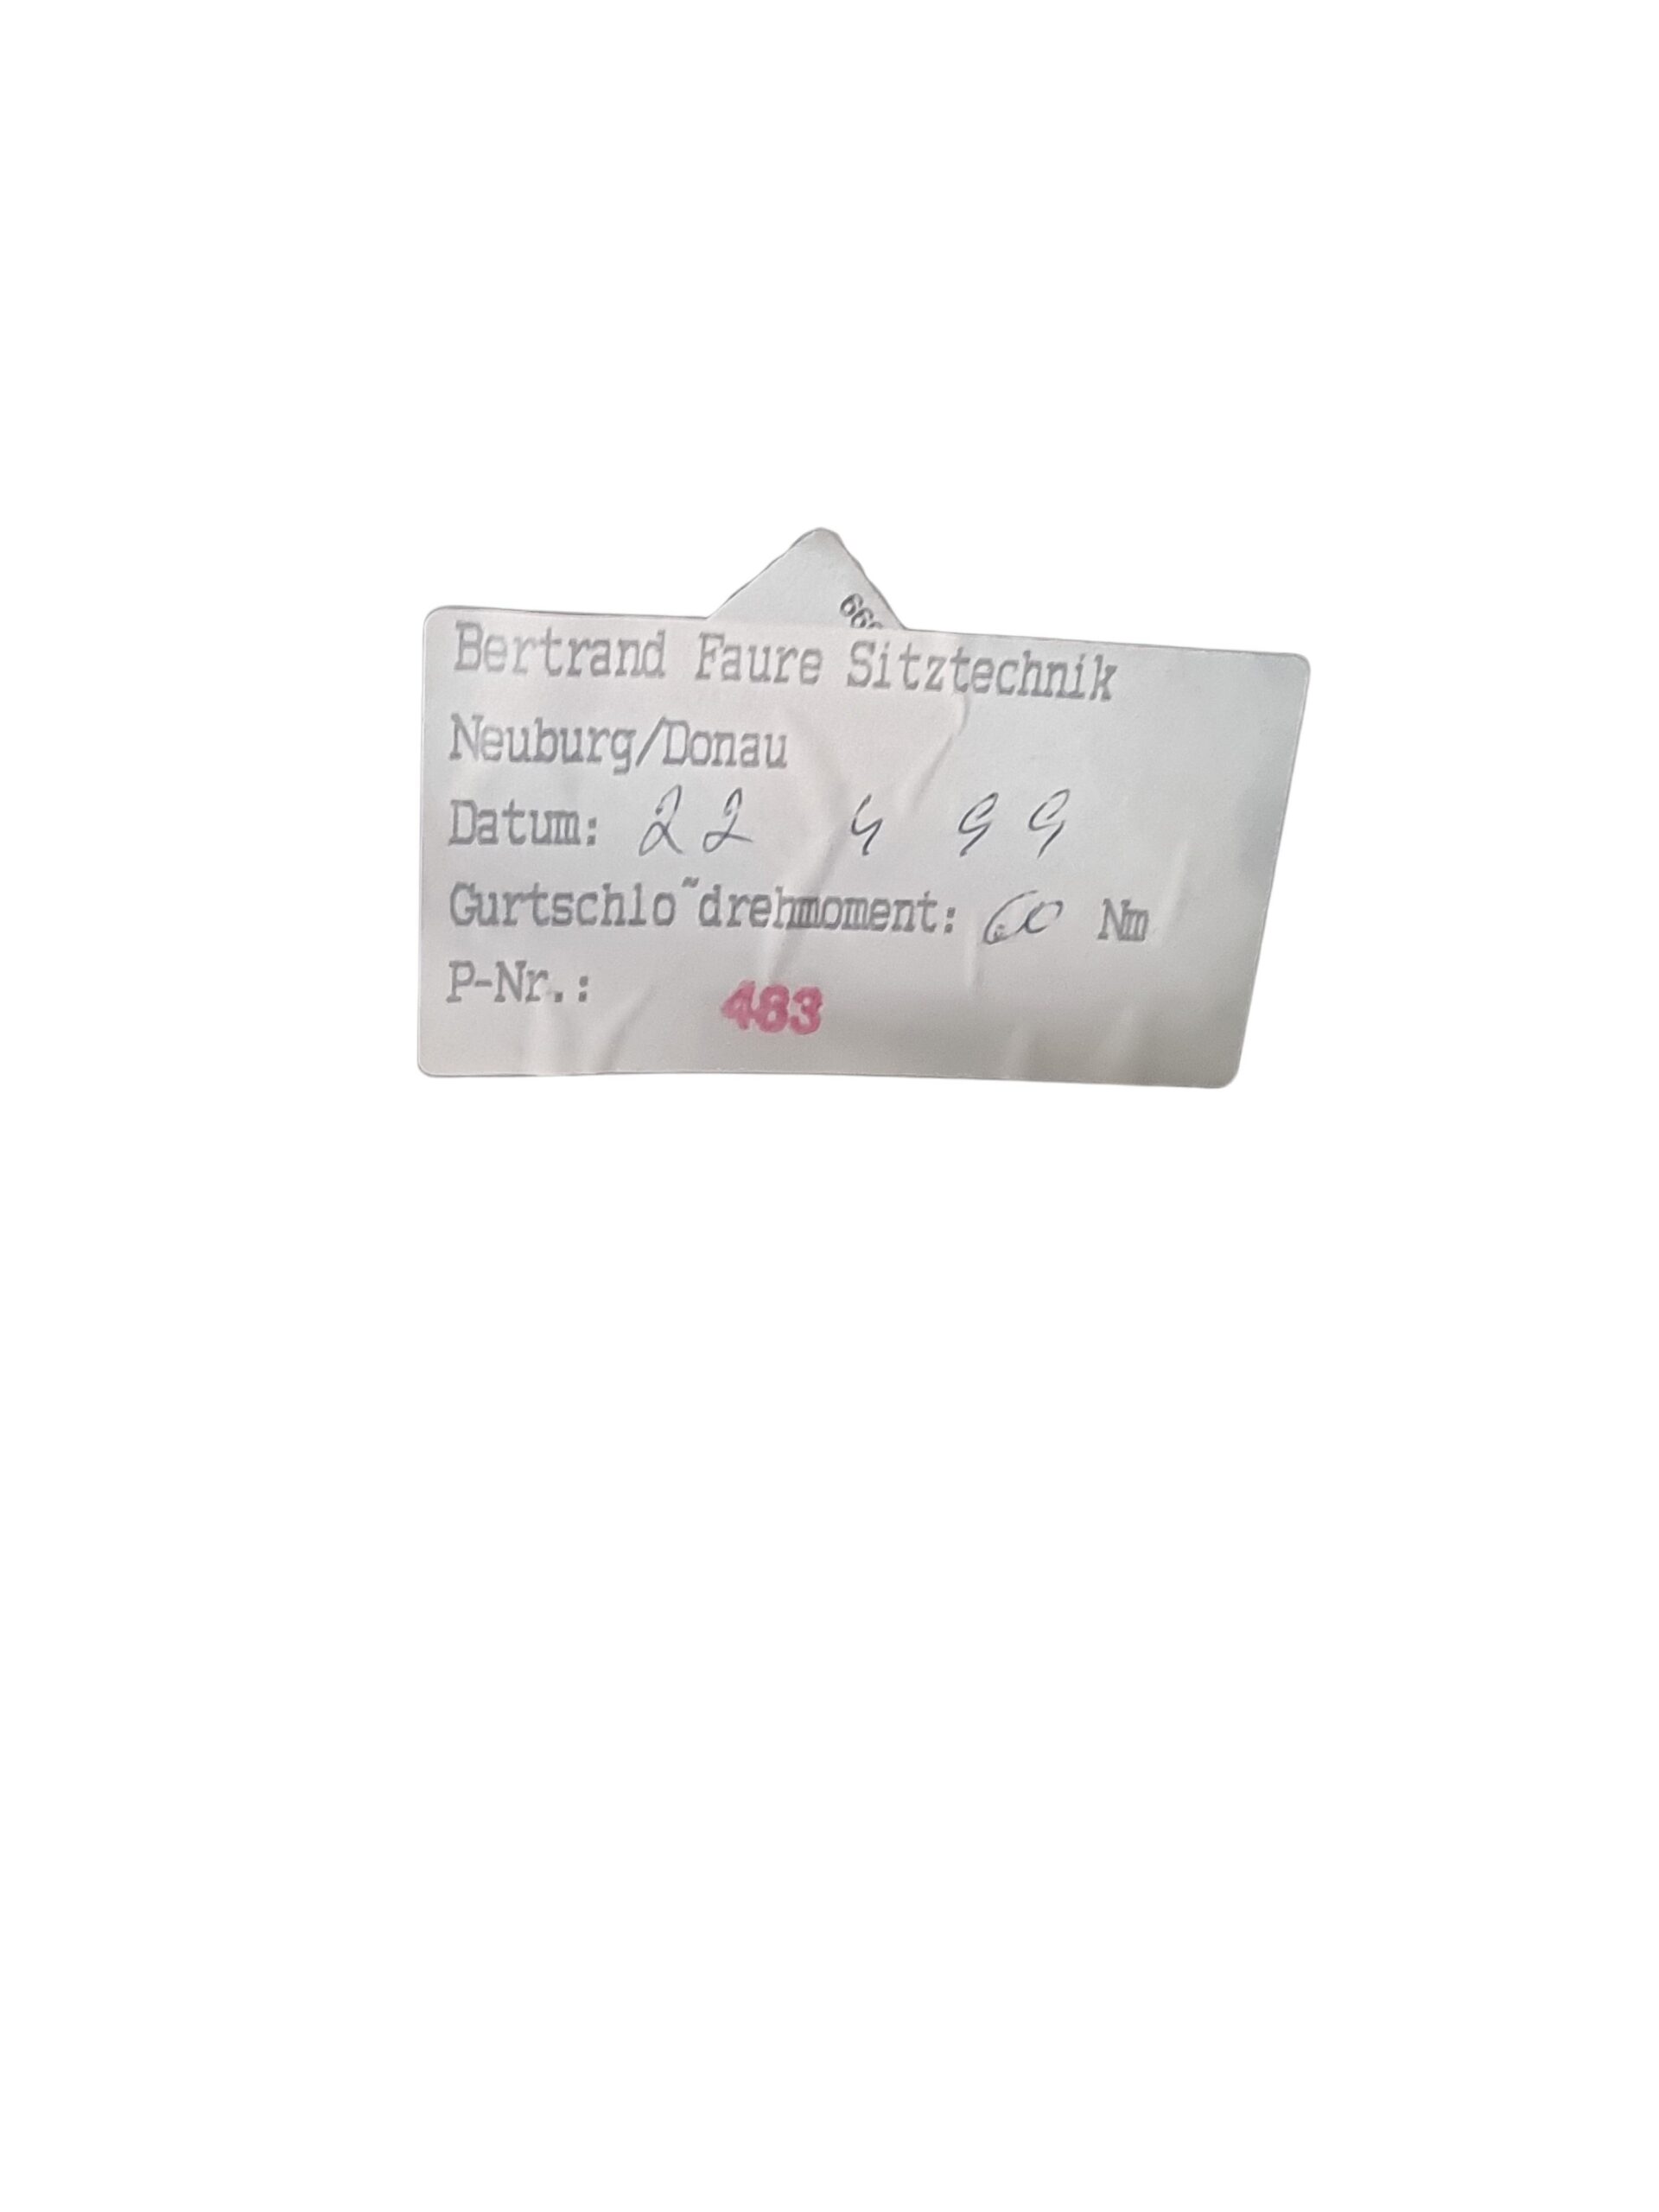 Bertrand Faure Sitztechnik
Neuburg/Donau
Datum: 22 4 99
Gurtschlo~drehmoment: 60 Nm
P-Nr.: 483